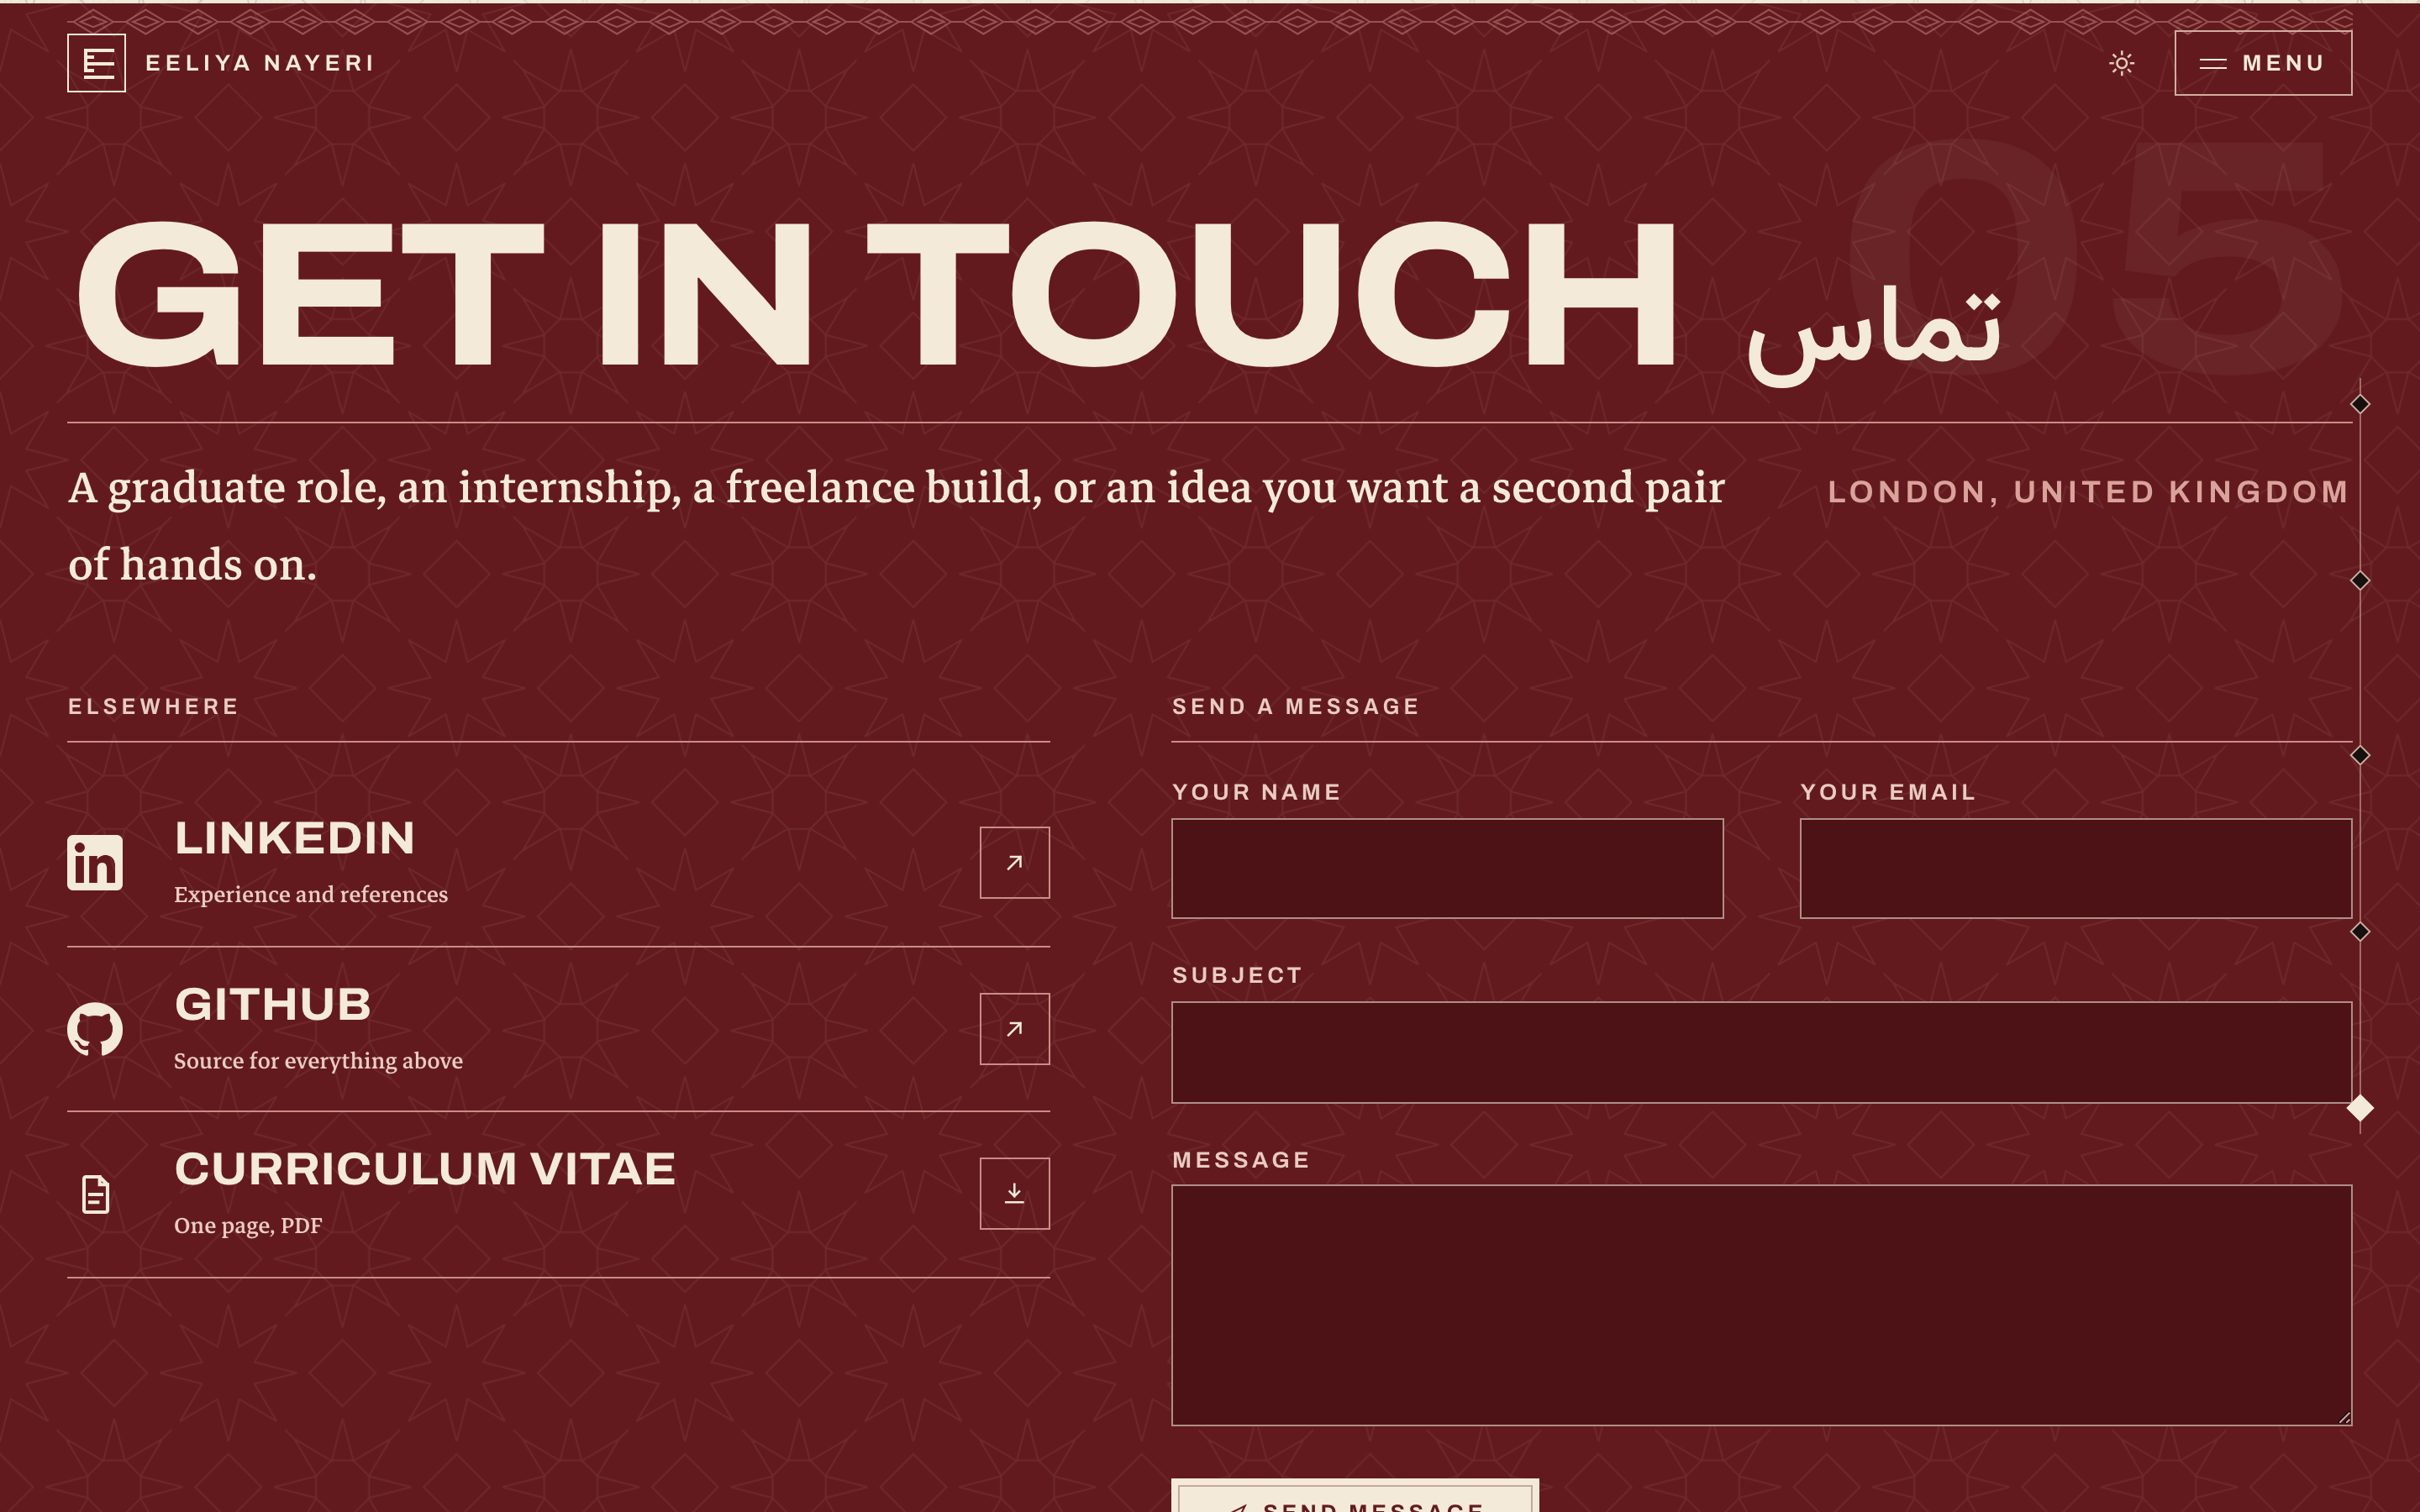 EELIYA NAYERI
MENU
05
GET IN TOUCH تماس
A graduate role, an internship, a freelance build, or an idea you want a second pair
of hands on.
LONDON, UNITED KINGDOM
ELSEWHERE
LINKEDIN
Experience and references
GITHUB
Source for everything above
CURRICULUM VITAE
One page, PDF
SEND A MESSAGE
YOUR NAME
YOUR EMAIL
SUBJECT
MESSAGE
SEND MESSAGE